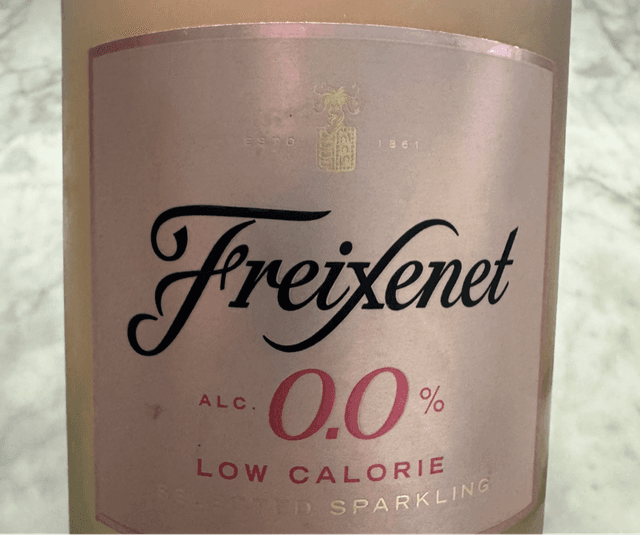 ESTD 1861
Freixenet
ALC. 0.0%
LOW CALORIE
SPARKLING